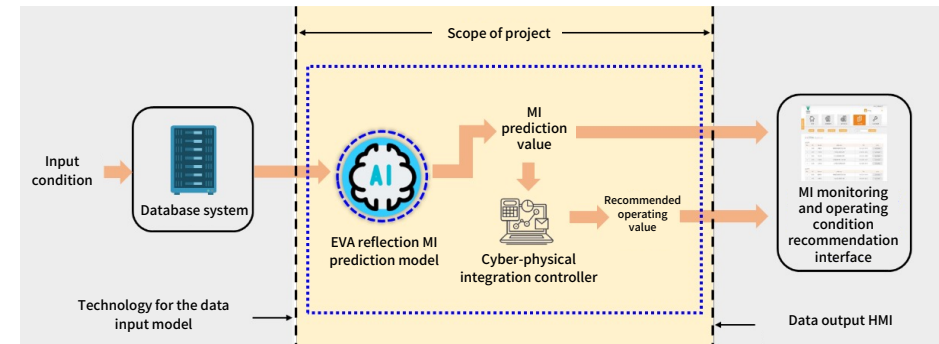 Scope of project
Input
condition
Database system
AI
EVA reflection MI
prediction model
MI
prediction
value
Cyber-physical
integration controller
Recommended
operating
value
MI monitoring
and operating
condition
recommendation
interface
Technology for the data
input model
Data output HMI